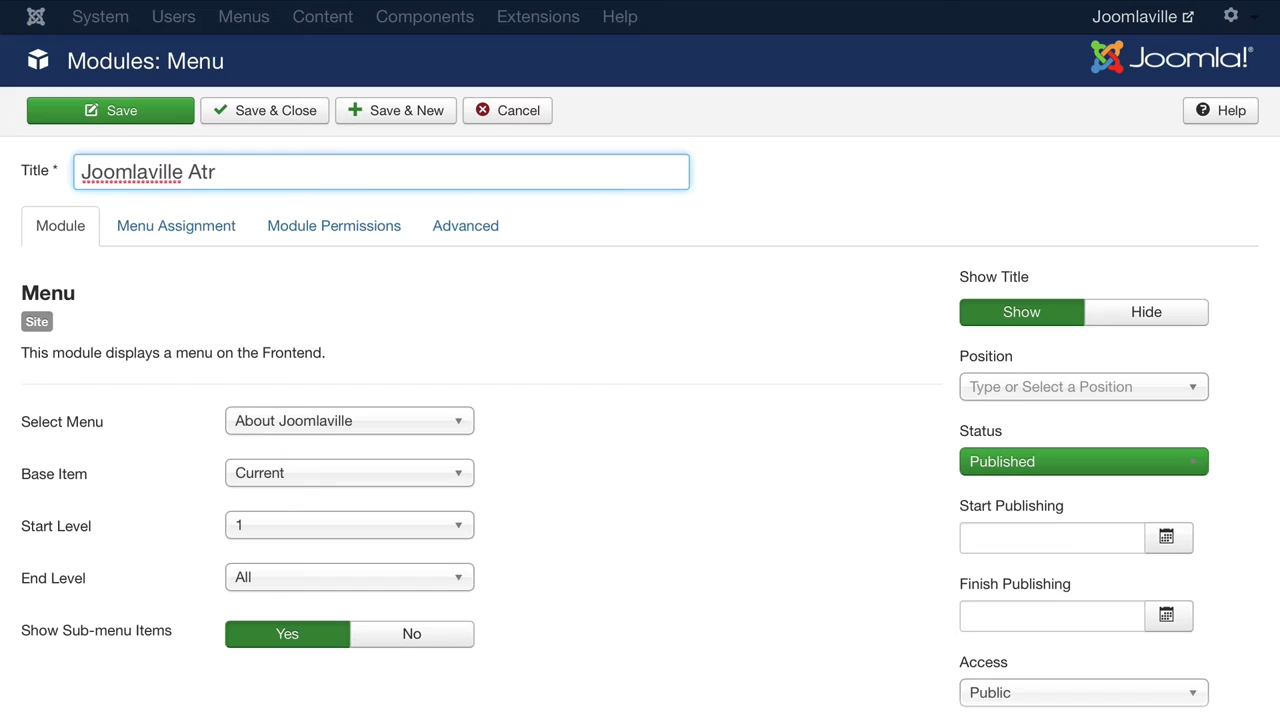 System Users Menus Content Components Extensions Help Joomlaville
Modules: Menu Joomla!®
Save Save & Close Save & New Cancel Help
Title * Joomlaville Atr
Module Menu Assignment Module Permissions Advanced
Menu
Site
This module displays a menu on the Frontend.
Select Menu About Joomlaville
Base Item Current
Start Level 1
End Level All
Show Sub-menu Items Yes No
Show Title
Show Hide
Position
Type or Select a Position
Status
Published
Start Publishing
Finish Publishing
Access
Public